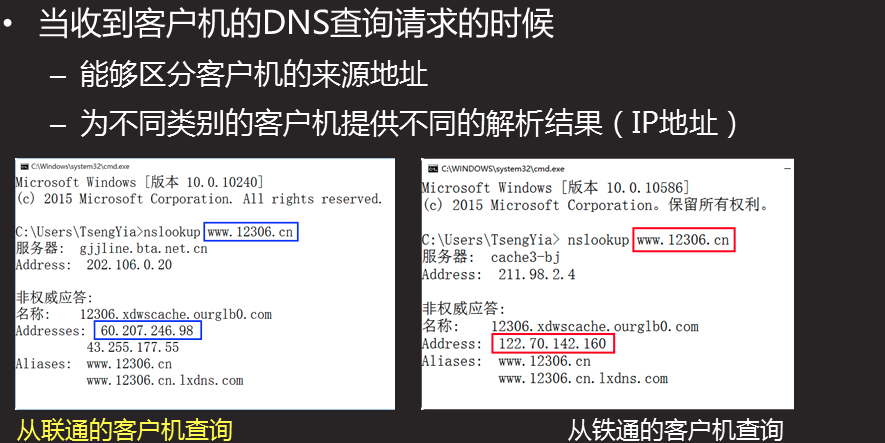 • 当收到客户机的DNS查询请求的时候
– 能够区分客户机的来源地址
– 为不同类别的客户机提供不同的解析结果（IP地址）
C:\Windows\system32\cmd.exe
Microsoft Windows [版本 10.0.10240]
(c) 2015 Microsoft Corporation. All rights reserved.
C:\Users\TsengYia>nslookup www.12306.cn
服务器: gjjline.bta.net.cn
Address: 202.106.0.20
非权威应答:
名称: 12306.xdwscache.ourglb0.com
Addresses: 60.207.246.98
43.255.177.55
Aliases: www.12306.cn
www.12306.cn.lxdns.com
从联通的客户机查询
C:\WINDOWS\system32\cmd.exe
Microsoft Windows [版本 10.0.10586]
(c) 2015 Microsoft Corporation。保留所有权利。
C:\Users\TsengYia> nslookup www.12306.cn
服务器: cache3-bj
Address: 211.98.2.4
非权威应答:
名称: 12306.xdwscache.ourglb0.com
Address: 122.70.142.160
Aliases: www.12306.cn
www.12306.cn.lxdns.com
从铁通的客户机查询